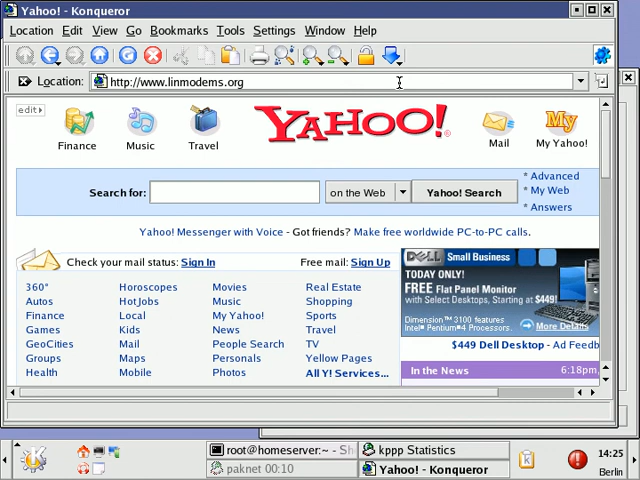 Yahoo! - Konqueror
Location Edit View Go Bookmarks Tools Settings Window Help
Location: http://www.linmodems.org
edit
Finance Music Travel YAHOO! Mail My Yahoo!
My
Search for: on the Web Yahoo! Search
* Advanced
* My Web
* Answers
Yahoo! Messenger with Voice - Got friends? Make free worldwide PC-to-PC calls.
Check your mail status: Sign In Free mail: Sign Up
360° Horoscopes Movies Real Estate
Autos HotJobs Music Shopping
Finance Local My Yahoo! Sports
Games Kids News Travel
GeoCities Mail People Search TV
Groups Maps Personals Yellow Pages
Health Mobile Photos All Y! Services...
DELL Small Business
TODAY ONLY!
FREE Flat Panel Monitor
with Select Desktops, Starting at $449!
Dimension™ 3100 features
Intel® Pentium®4 Processors.
More Details
$449 Dell Desktop - Ad Feedb
In the News 6:18pm,
root@homeserver:~ - Sh kppp Statistics
paknet 00:10 Yahoo! - Konqueror
14:25
Berlin